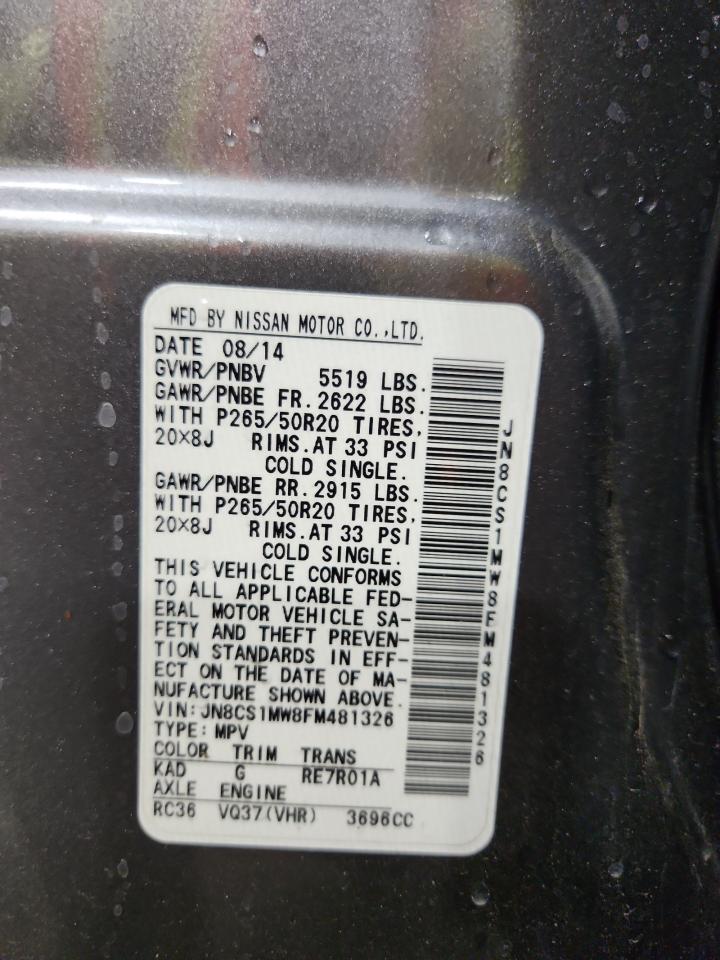 MFD BY NISSAN MOTOR CO.,LTD.
DATE 08/14
GVWR/PNBV 5519 LBS.
GAWR/PNBE FR. 2622 LBS.
WITH P265/50R20 TIRES,
20×8J RIMS. AT 33 PSI
COLD SINGLE.
GAWR/PNBE RR. 2915 LBS.
WITH P265/50R20 TIRES,
20×8J RIMS. AT 33 PSI
COLD SINGLE.
THIS VEHICLE CONFORMS
TO ALL APPLICABLE FED-
ERAL MOTOR VEHICLE SA-
FETY AND THEFT PREVEN-
TION STANDARDS IN EFF-
ECT ON THE DATE OF MA-
NUFACTURE SHOWN ABOVE.
VIN: JN8CS1MW8FM481326
TYPE: MPV
COLOR TRIM TRANS
KAD G RE7R01A
AXLE ENGINE
RC36 VQ37(VHR) 3696CC
JN8CS1MW8FM481326